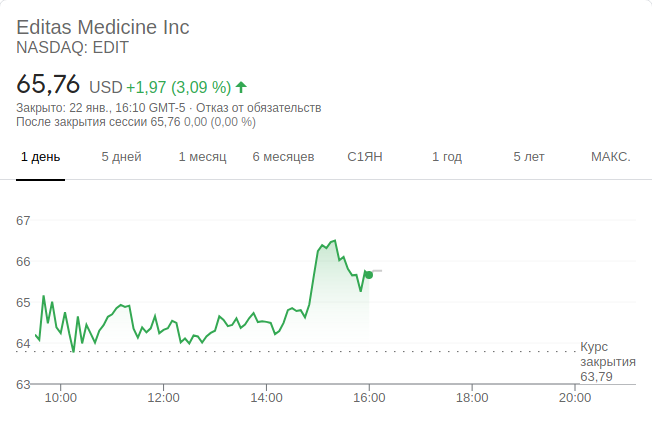 Editas Medicine Inc
NASDAQ: EDIT
65,76 USD +1,97 (3,09 %)
Закрыто: 22 янв., 16:10 GMT-5 · Отказ от обязательств
После закрытия сессии 65,76 0,00 (0,00 %)
1 день 5 дней 1 месяц 6 месяцев С1ЯН 1 год 5 лет МАКС.
67
66
65
64
63
Курс
закрытия
63,79
10:00 12:00 14:00 16:00 18:00 20:00